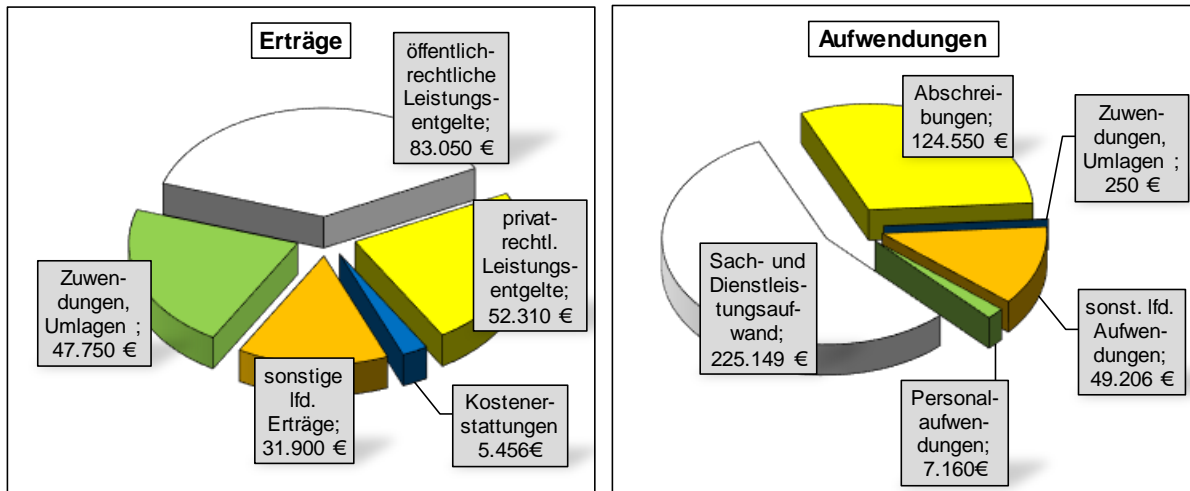 Erträge
öffentlich-
rechtliche
Leistungs-
entgelte;
83.050 €
privat-
rechtl.
Leistungs-
entgelte;
52.310 €
Zuwen-
dungen,
Umlagen ;
47.750 €
sonstige
lfd.
Erträge;
31.900 €
Kostener-
stattungen
5.456€
Aufwendungen
Abschrei-
bungen;
124.550 €
Zuwen-
dungen,
Umlagen ;
250 €
Sach- und
Dienstleis-
tungsauf-
wand;
225.149 €
sonst. lfd.
Aufwen-
dungen;
49.206 €
Personal-
aufwen-
dungen;
7.160€